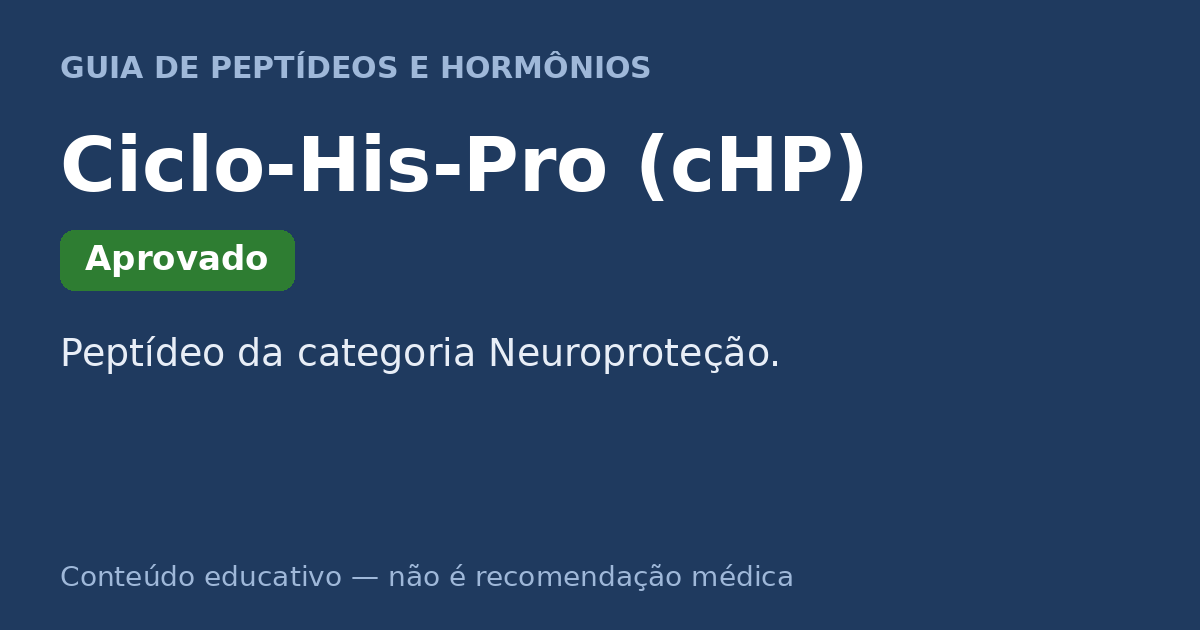 GUIA DE PEPTÍDEOS E HORMÔNIOS
Ciclo-His-Pro (cHP)
Aprovado
Peptídeo da categoria Neuroproteção.
Conteúdo educativo — não é recomendação médica